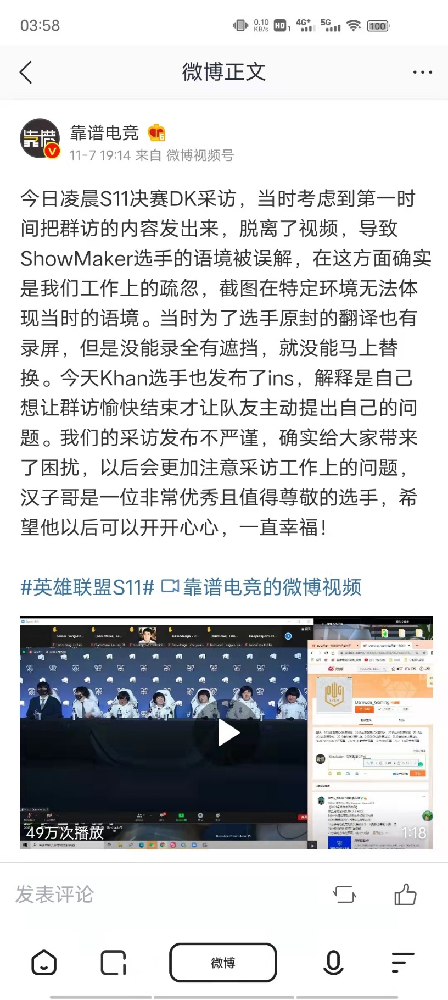 03:58
0.10
KB/s
HD 1
4G+
5G
100
微博正文
靠谱电竞
11-7 19:14 来自 微博视频号
今日凌晨S11决赛DK采访，当时考虑到第一时
间把群访的内容发出来，脱离了视频，导致
ShowMaker选手的语境被误解，在这方面确实
是我们工作上的疏忽，截图在特定环境无法体
现当时的语境。当时为了选手原封的翻译也有
录屏，但是没能录全有遮挡，就没能马上替
换。今天Khan选手也发布了ins，解释是自己
想让群访愉快结束才让队友主动提出自己的问
题。我们的采访发布不严谨，确实给大家带来
了困扰，以后会更加注意采访工作上的问题，
汉子哥是一位非常优秀且值得尊敬的选手，希
望他以后可以开开心心，一直幸福！
#英雄联盟S11# 靠谱电竞的微博视频
Damwon_Gaming
49万次播放
1:18
发表评论
微博